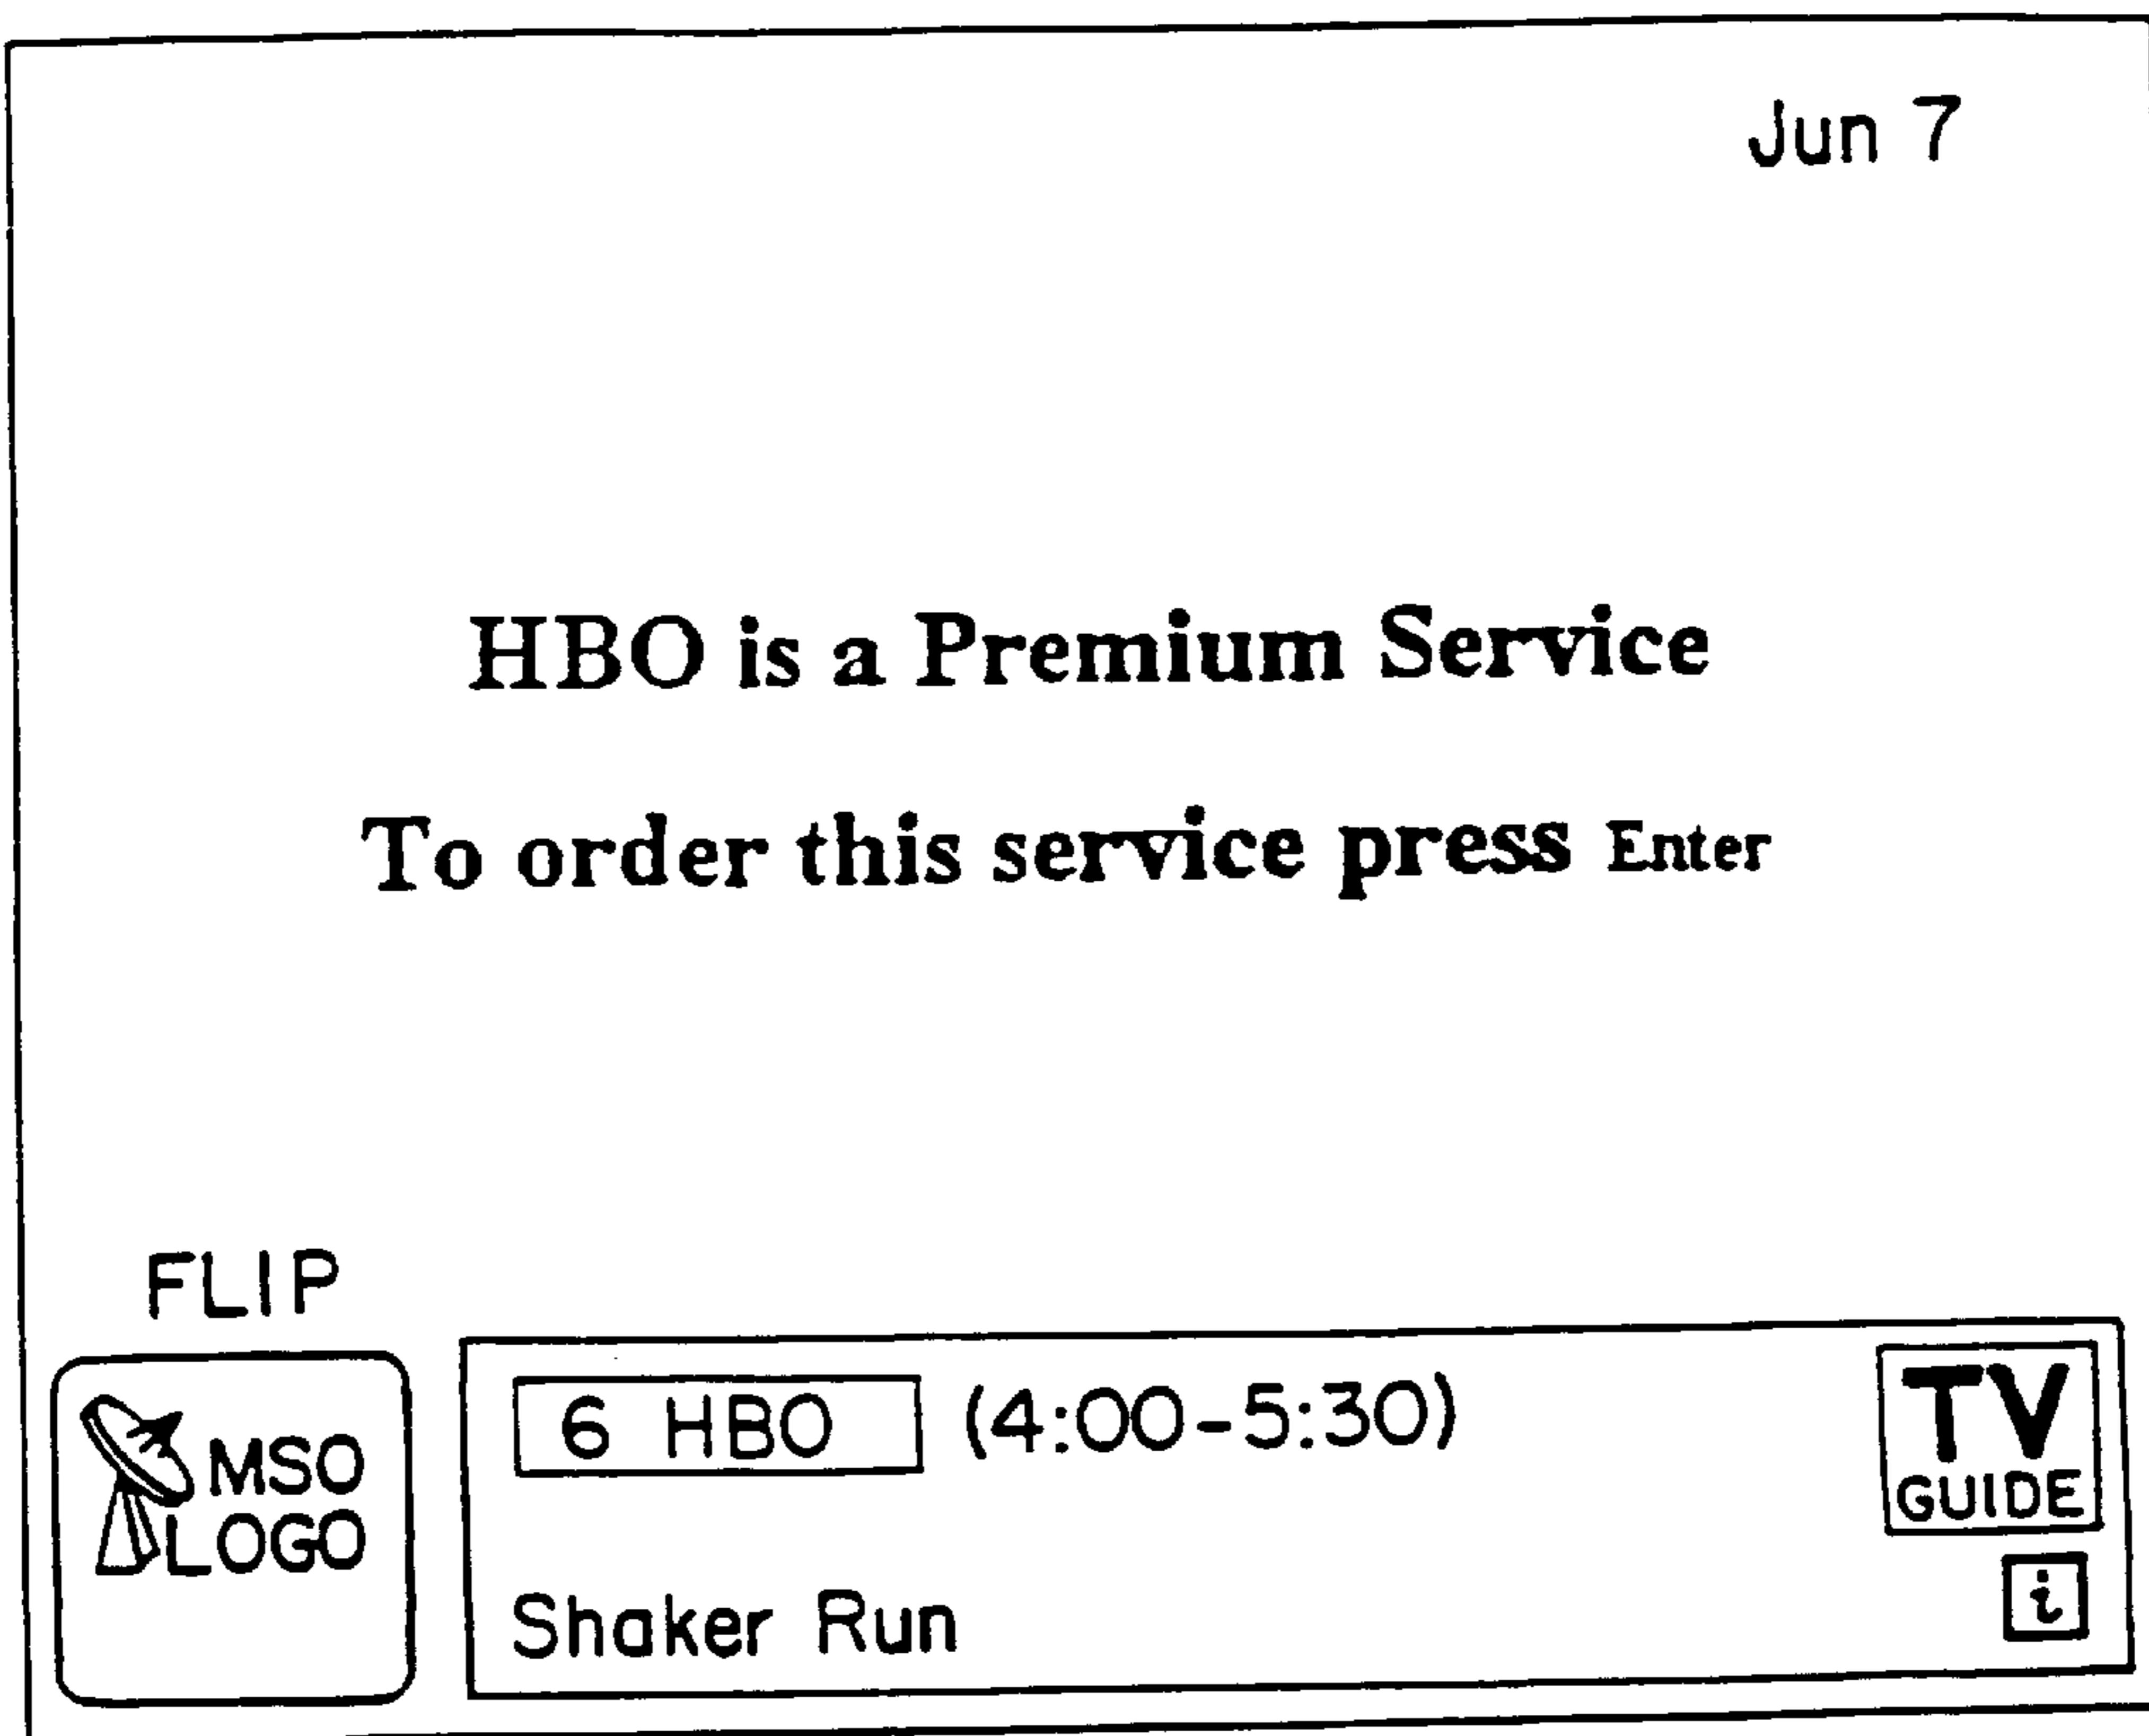 Jun 7
HBO is a Premium Service
To order this service press Enter
FLIP
MSO
LOGO
6 HBO (4:00-5:30)
Shaker Run
TV
GUIDE
i